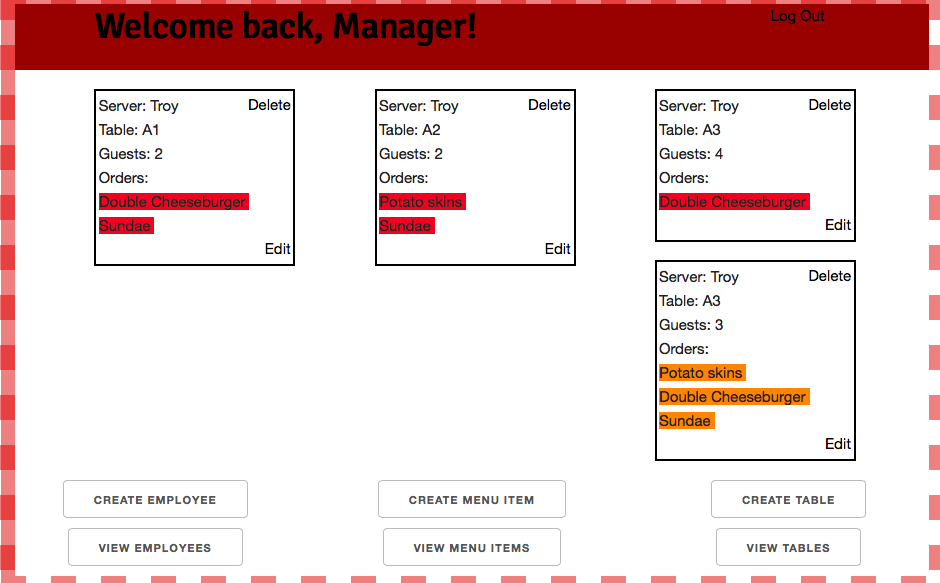 Welcome back, Manager!
Log Out
Server: Troy
Delete
Table: A1
Guests: 2
Orders:
Double Cheeseburger
Sundae
Edit
Server: Troy
Delete
Table: A2
Guests: 2
Orders:
Potato skins
Sundae
Edit
Server: Troy
Delete
Table: A3
Guests: 4
Orders:
Double Cheeseburger
Edit
Server: Troy
Delete
Table: A3
Guests: 3
Orders:
Potato skins
Double Cheeseburger
Sundae
Edit
CREATE EMPLOYEE
CREATE MENU ITEM
CREATE TABLE
VIEW EMPLOYEES
VIEW MENU ITEMS
VIEW TABLES